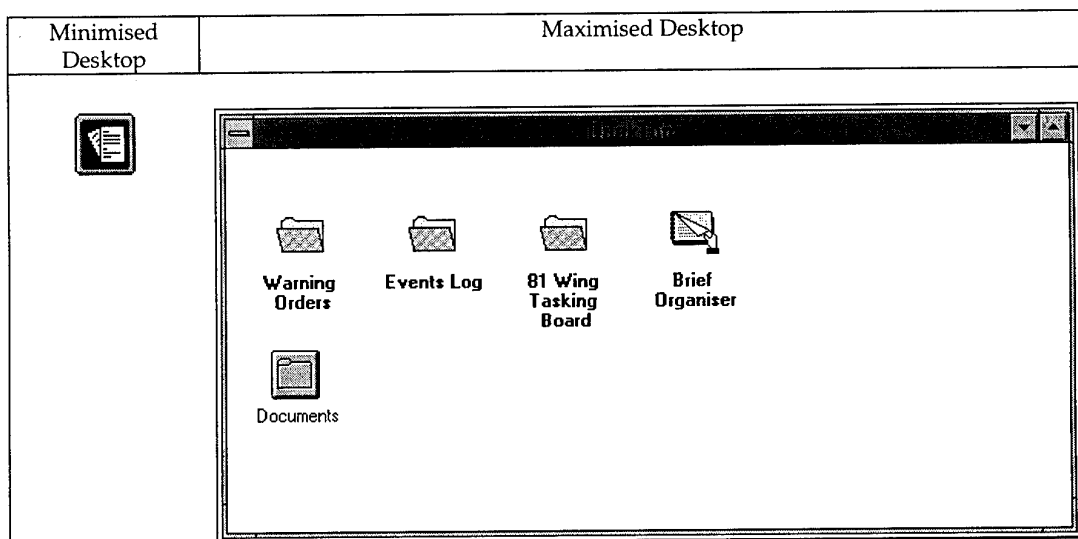 Minimised
Desktop
Maximised Desktop
Warning
Orders
Events Log
81 Wing
Tasking
Board
Brief
Organiser
Documents